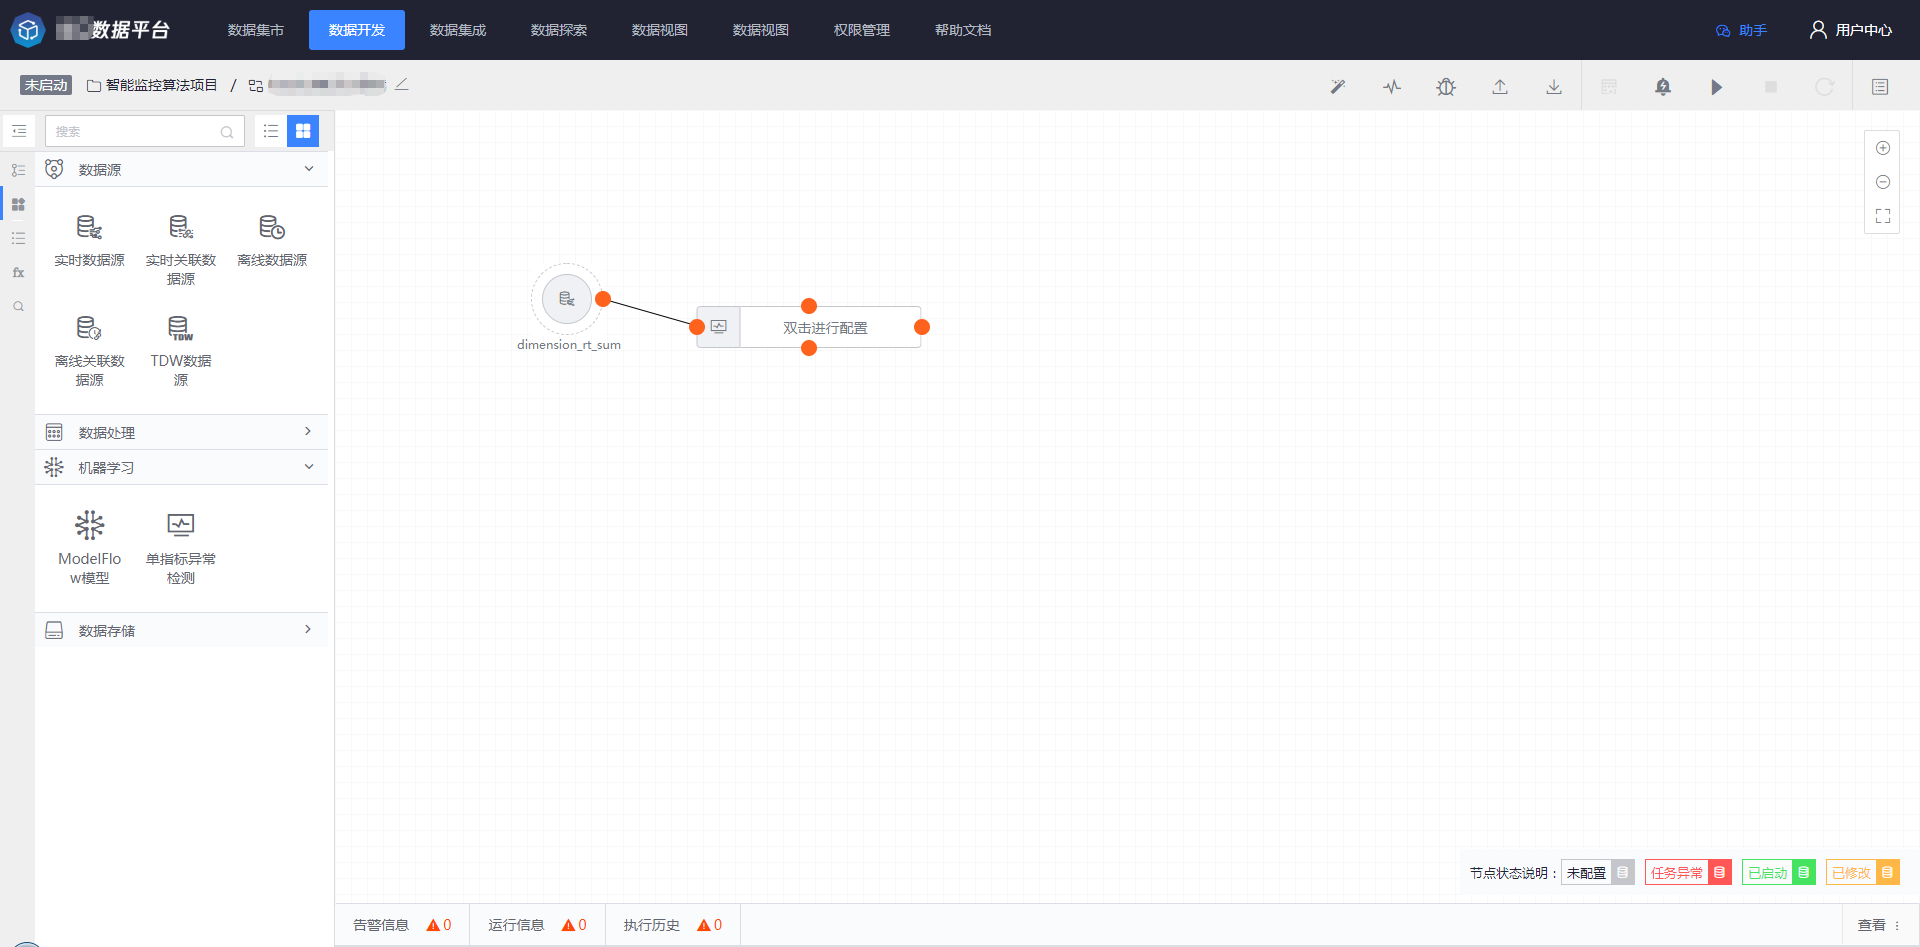 数据平台 数据集市 数据开发 数据集成 数据探索 数据视图 数据视图 权限管理 帮助文档 助手 用户中心
未启动 智能监控算法项目 /
搜索
数据源
实时数据源 实时关联数据源 离线数据源
离线关联数据源 TDW数据源
数据处理
机器学习
ModelFlow模型 单指标异常检测
数据存储
fx
dimension_rt_sum
双击进行配置
节点状态说明： 未配置 任务异常 已启动 已修改
告警信息 0 运行信息 0 执行历史 0 查看